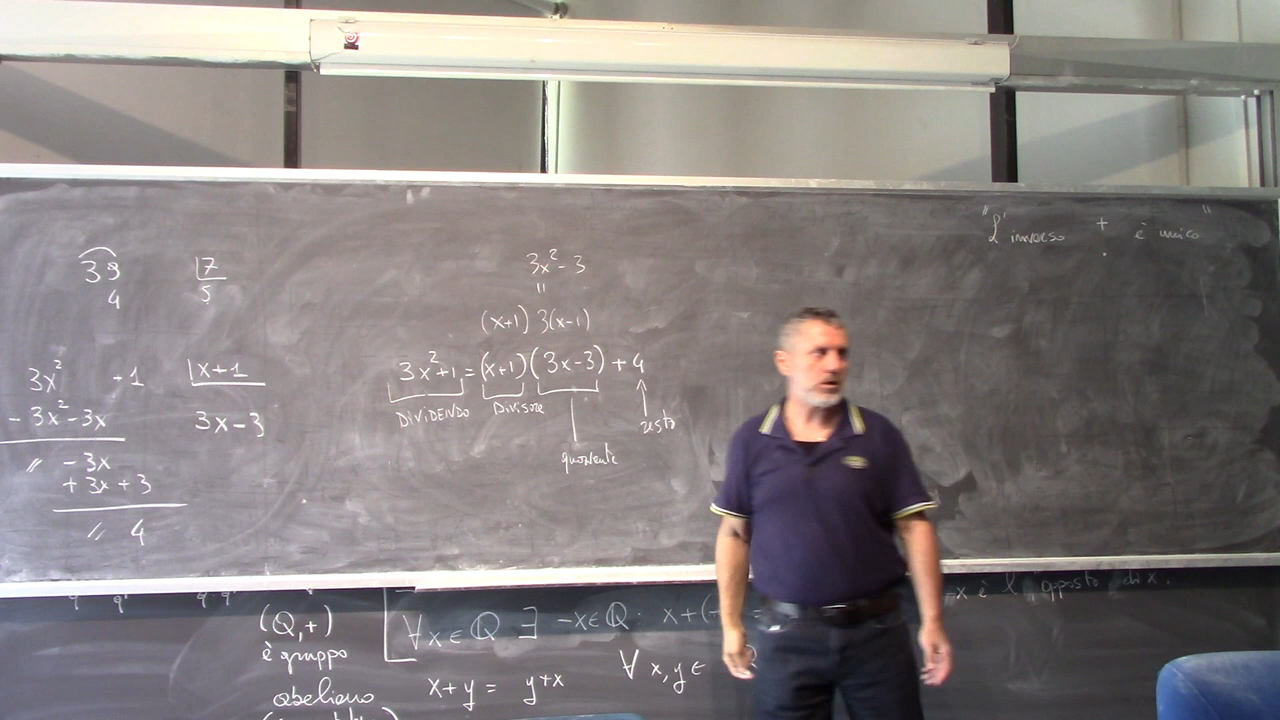 "L'inverso + è unico"
39 |7
4 5
3x² +1 |x+1
- 3x² - 3x 3x-3
// -3x
+3x+3
// 4
3x² - 3
"
(x+1) 3(x-1)
3x²+1 = (x+1)(3x-3) + 4
DIVIDENDO DIVISORE resto
quoziente
q q' q·q'
(Q,+) ∀x∈ℚ ∃ -x∈ℚ: x+(- = -x è l'opposto di x.
è gruppo
abeliano x+y = y+x ∀ x,y ∈